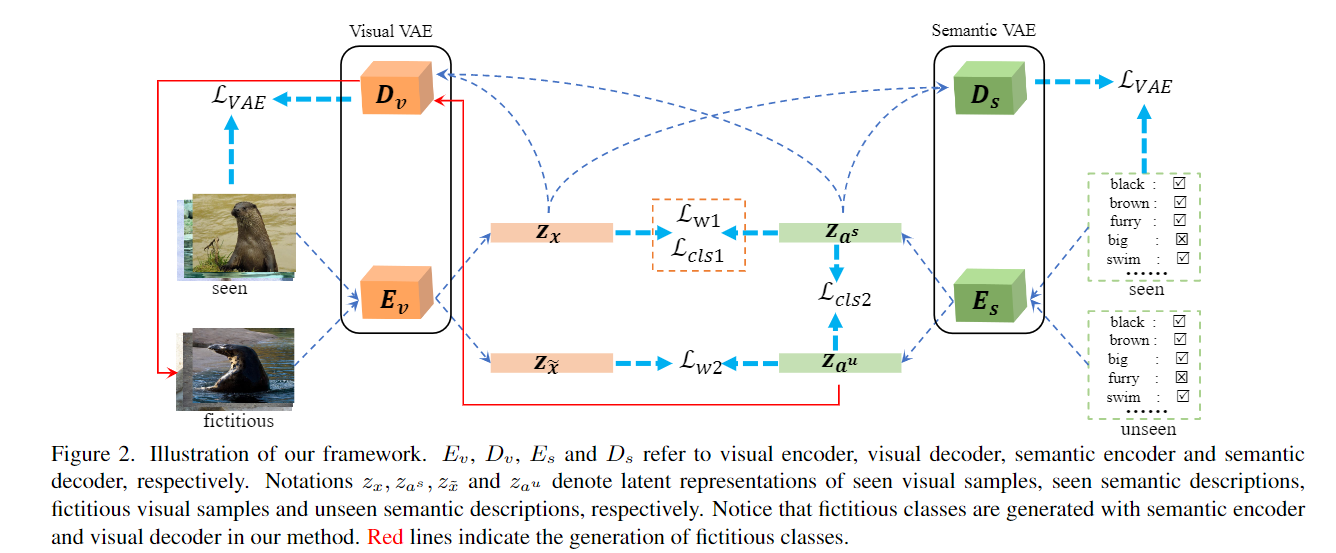 Visual VAE
Semantic VAE
D_v
D_s
ℒ_VAE
ℒ_VAE
black : ☑
brown : ☑
furry : ☑
big : ☒
swim : ☑
......
seen
z_x
ℒ_w1
ℒ_cls1
z_{a^s}
seen
E_v
ℒ_cls2
E_s
black : ☑
brown : ☑
big : ☑
furry : ☒
swim : ☑
......
unseen
z_x̃
ℒ_w2
z_{a^u}
fictitious
Figure 2. Illustration of our framework. E_v, D_v, E_s and D_s refer to visual encoder, visual decoder, semantic encoder and semantic
decoder, respectively. Notations z_x, z_{a^s}, z_x̃ and z_{a^u} denote latent representations of seen visual samples, seen semantic descriptions,
fictitious visual samples and unseen semantic descriptions, respectively. Notice that fictitious classes are generated with semantic encoder
and visual decoder in our method. Red lines indicate the generation of fictitious classes.